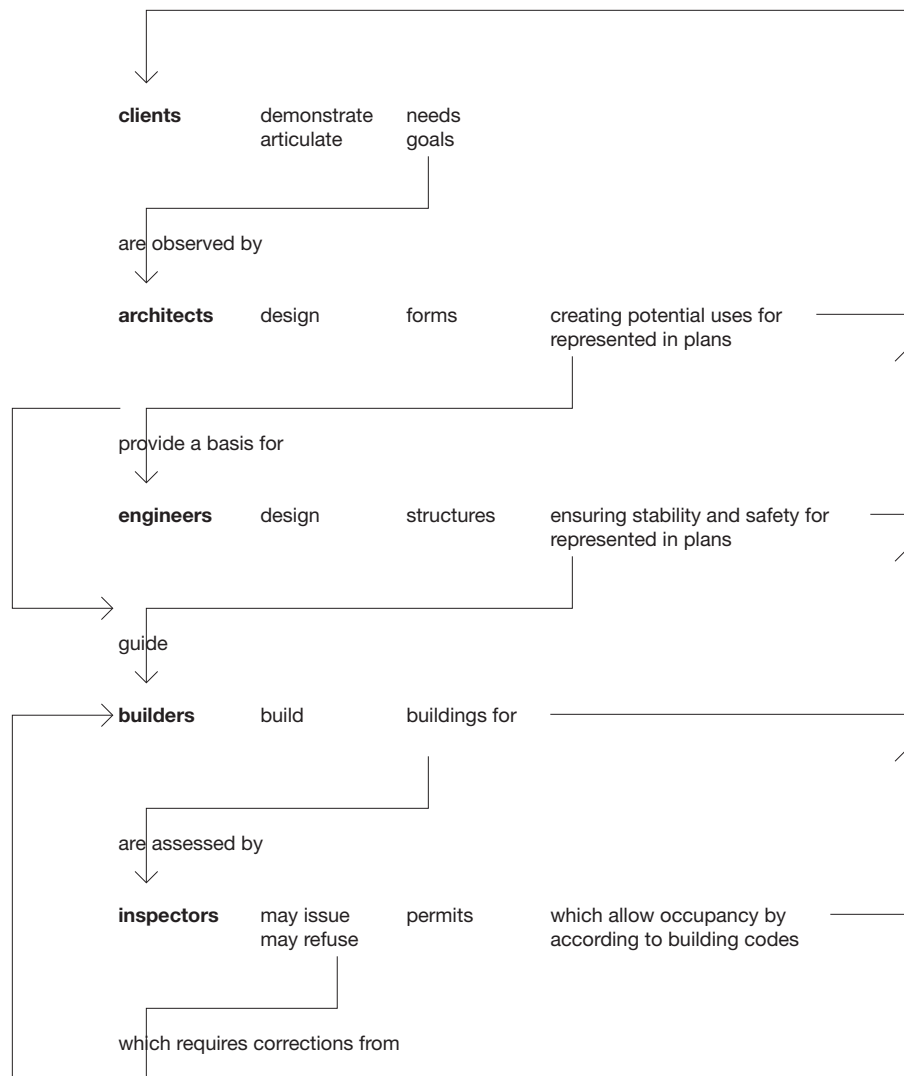 clients demonstrate needs
articulate goals
are observed by
architects design forms creating potential uses for
represented in plans
provide a basis for
engineers design structures ensuring stability and safety for
represented in plans
guide
builders build buildings for
are assessed by
inspectors may issue permits which allow occupancy by
may refuse according to building codes
which requires corrections from